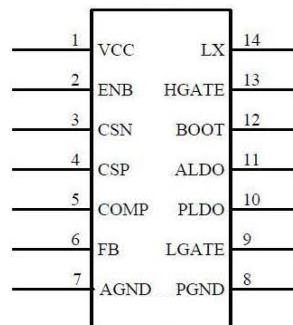 1 VCC LX 14
2 ENB HGATE 13
3 CSN BOOT 12
4 CSP ALDO 11
5 COMP PLDO 10
6 FB LGATE 9
7 AGND PGND 8